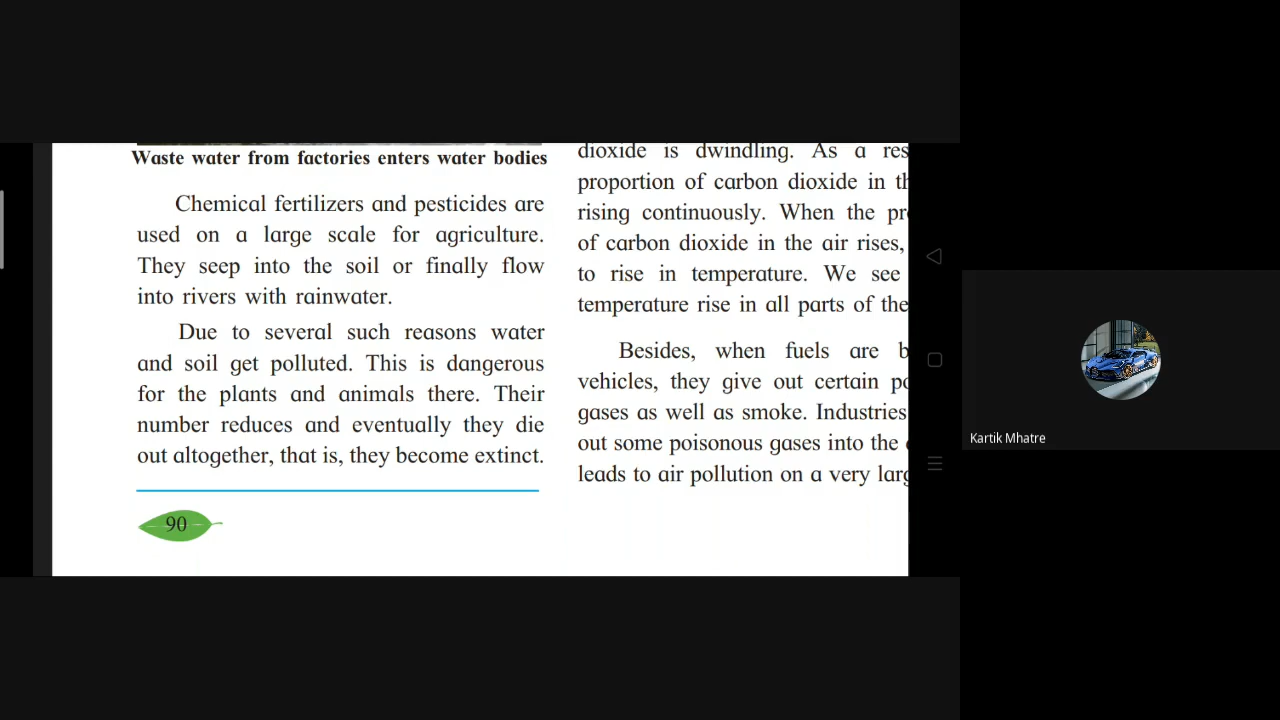 Waste water from factories enters water bodies
Chemical fertilizers and pesticides are
used on a large scale for agriculture.
They seep into the soil or finally flow
into rivers with rainwater.
Due to several such reasons water
and soil get polluted. This is dangerous
for the plants and animals there. Their
number reduces and eventually they die
out altogether, that is, they become extinct.
90
dioxide is dwindling. As a res
proportion of carbon dioxide in th
rising continuously. When the pr
of carbon dioxide in the air rises,
to rise in temperature. We see
temperature rise in all parts of the
Besides, when fuels are b
vehicles, they give out certain po
gases as well as smoke. Industries
out some poisonous gases into the
leads to air pollution on a very larg
Kartik Mhatre